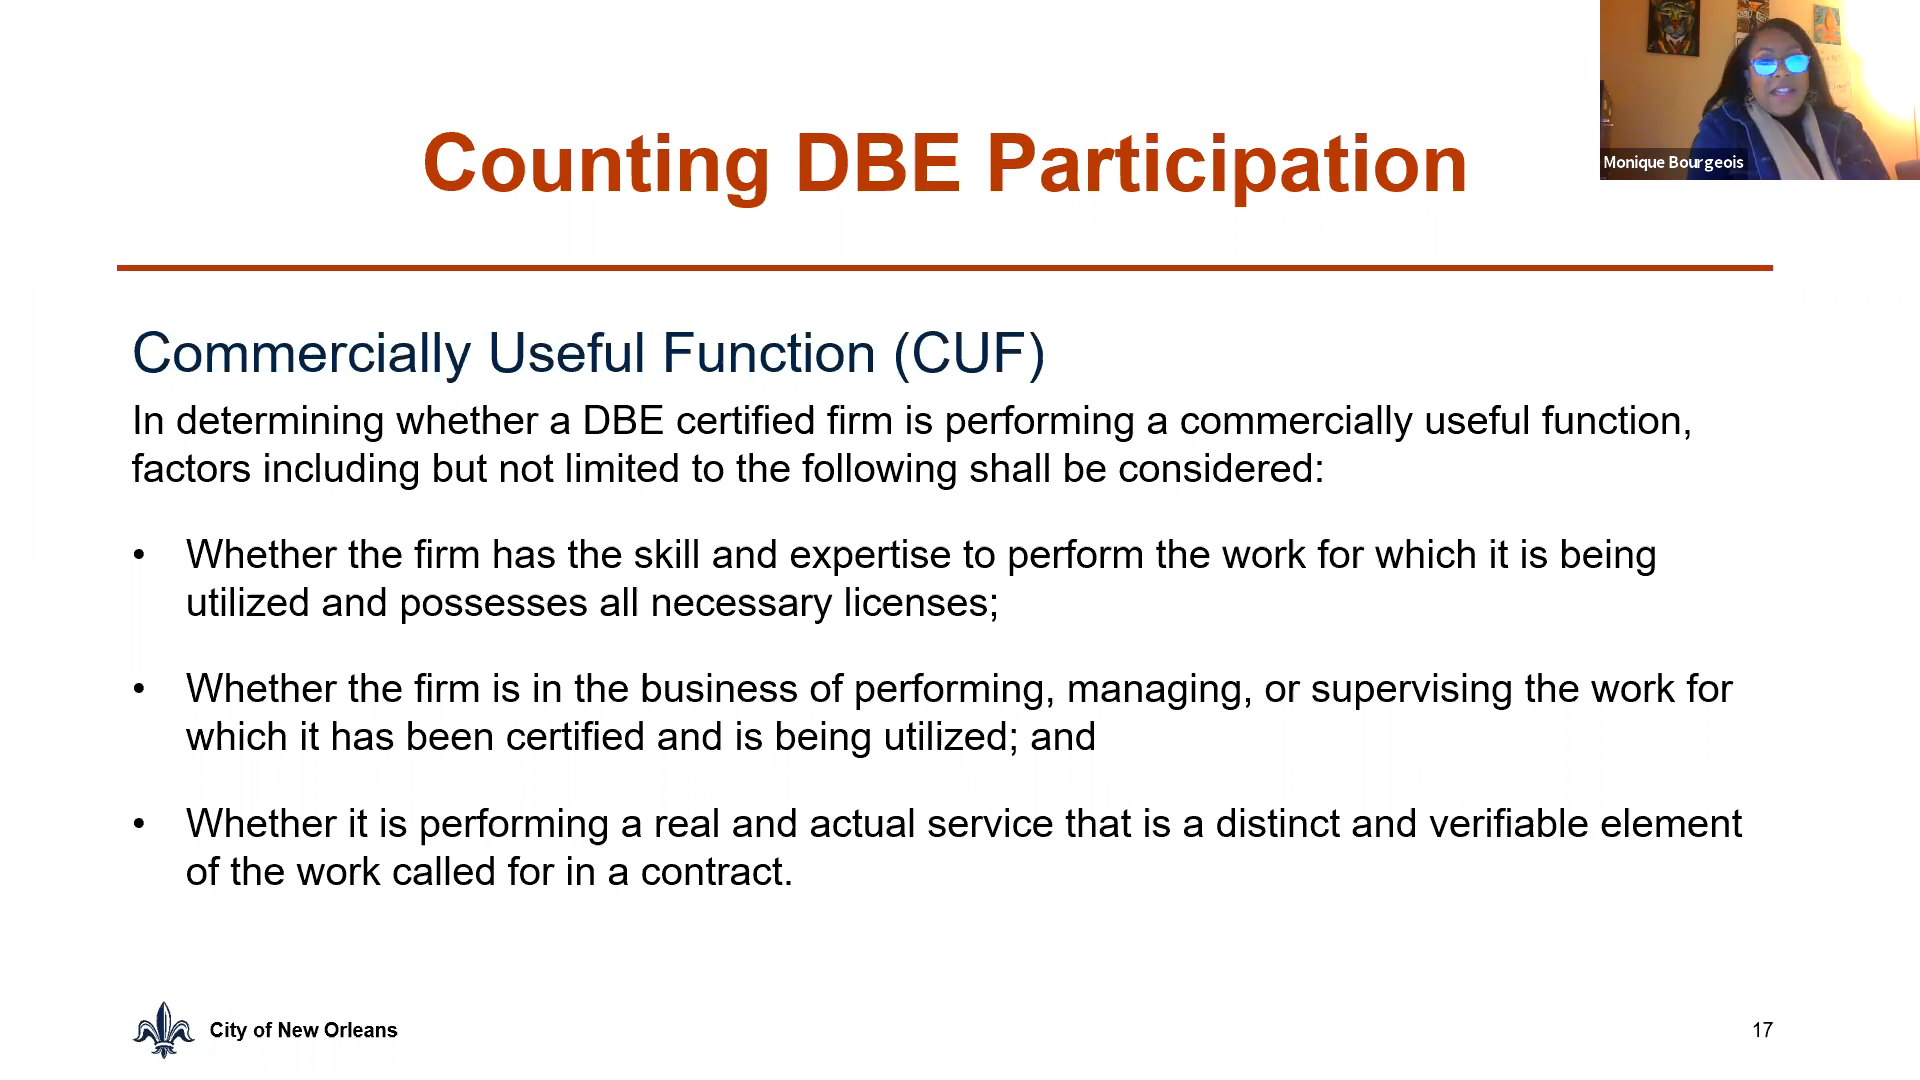 Monique Bourgeois
Counting DBE Participation
Commercially Useful Function (CUF)
In determining whether a DBE certified firm is performing a commercially useful function,
factors including but not limited to the following shall be considered:
• Whether the firm has the skill and expertise to perform the work for which it is being
utilized and possesses all necessary licenses;
• Whether the firm is in the business of performing, managing, or supervising the work for
which it has been certified and is being utilized; and
• Whether it is performing a real and actual service that is a distinct and verifiable element
of the work called for in a contract.
City of New Orleans
17